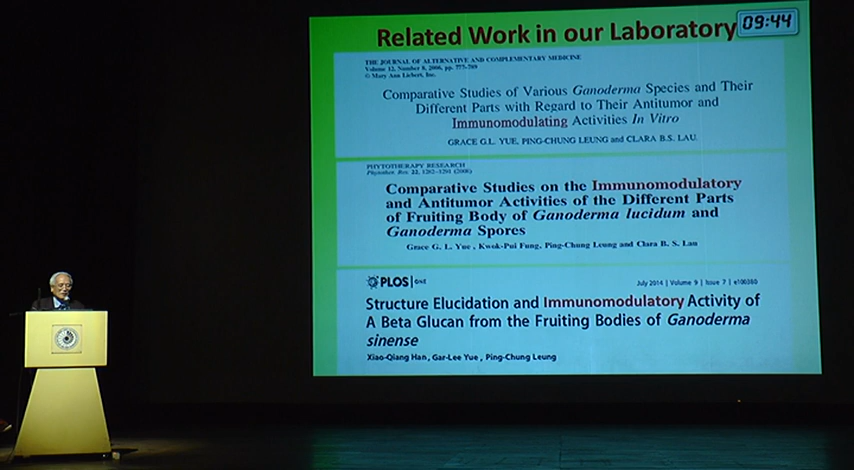 Related Work in our Laboratory
09:44
THE JOURNAL OF ALTERNATIVE AND COMPLEMENTARY MEDICINE
Volume 12, Number 8, 2006, pp. 777–789
© Mary Ann Liebert, Inc.
Comparative Studies of Various Ganoderma Species and Their
Different Parts with Regard to Their Antitumor and
Immunomodulating Activities In Vitro
GRACE G.L. YUE, PING-CHUNG LEUNG and CLARA B.S. LAU.
PHYTOTHERAPY RESEARCH
Phytother. Res. 22, 1282–1291 (2008)
Comparative Studies on the Immunomodulatory
and Antitumor Activities of the Different Parts
of Fruiting Body of Ganoderma lucidum and
Ganoderma Spores
Grace G. L. Yue , Kwok-Pui Fung, Ping-Chung Leung and Clara B. S. Lau
PLOS | ONE
July 2014 | Volume 9 | Issue 7 | e100380
Structure Elucidation and Immunomodulatory Activity of
A Beta Glucan from the Fruiting Bodies of Ganoderma
sinense
Xiao-Qiang Han, Gar-Lee Yue , Ping-Chung Leung